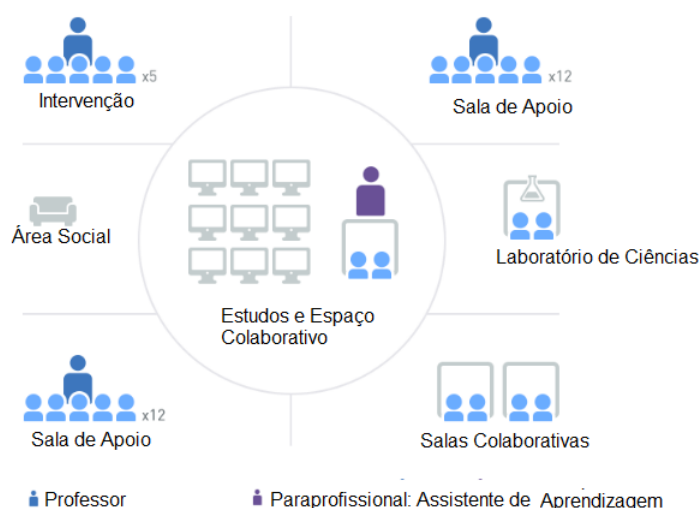 x5
Intervenção
x12
Sala de Apoio
Área Social
Laboratório de Ciências
Estudos e Espaço
Colaborativo
x12
Sala de Apoio
Salas Colaborativas
Professor
Paraprofissional: Assistente de Aprendizagem